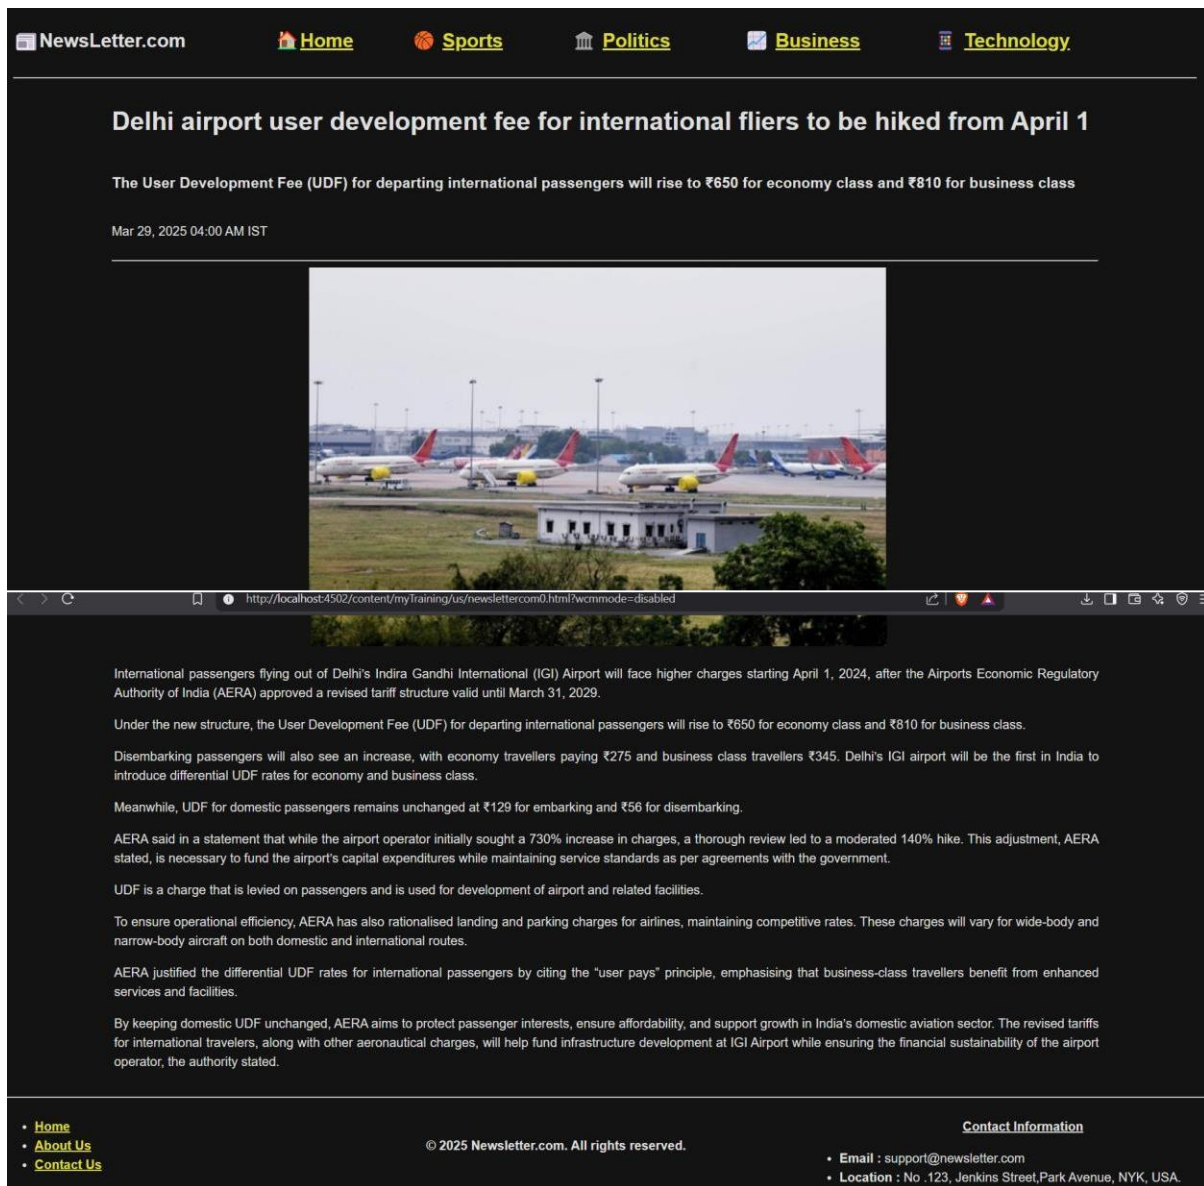 NewsLetter.com
Home
Sports
Politics
Business
Technology
Delhi airport user development fee for international fliers to be hiked from April 1
The User Development Fee (UDF) for departing international passengers will rise to ₹650 for economy class and ₹810 for business class
Mar 29, 2025 04:00 AM IST
http://localhost:4502/content/myTraining/us/newslettercom0.html?wcmmode=disabled
International passengers flying out of Delhi's Indira Gandhi International (IGI) Airport will face higher charges starting April 1, 2024, after the Airports Economic Regulatory
Authority of India (AERA) approved a revised tariff structure valid until March 31, 2029.
Under the new structure, the User Development Fee (UDF) for departing international passengers will rise to ₹650 for economy class and ₹810 for business class.
Disembarking passengers will also see an increase, with economy travellers paying ₹275 and business class travellers ₹345. Delhi's IGI airport will be the first in India to
introduce differential UDF rates for economy and business class.
Meanwhile, UDF for domestic passengers remains unchanged at ₹129 for embarking and ₹56 for disembarking.
AERA said in a statement that while the airport operator initially sought a 730% increase in charges, a thorough review led to a moderated 140% hike. This adjustment, AERA
stated, is necessary to fund the airport's capital expenditures while maintaining service standards as per agreements with the government.
UDF is a charge that is levied on passengers and is used for development of airport and related facilities.
To ensure operational efficiency, AERA has also rationalised landing and parking charges for airlines, maintaining competitive rates. These charges will vary for wide-body and
narrow-body aircraft on both domestic and international routes.
AERA justified the differential UDF rates for international passengers by citing the “user pays” principle, emphasising that business-class travellers benefit from enhanced
services and facilities.
By keeping domestic UDF unchanged, AERA aims to protect passenger interests, ensure affordability, and support growth in India's domestic aviation sector. The revised tariffs
for international travelers, along with other aeronautical charges, will help fund infrastructure development at IGI Airport while ensuring the financial sustainability of the airport
operator, the authority stated.
• Home
• About Us
• Contact Us
© 2025 Newsletter.com. All rights reserved.
Contact Information
• Email : support@newsletter.com
• Location : No .123, Jenkins Street,Park Avenue, NYK, USA.